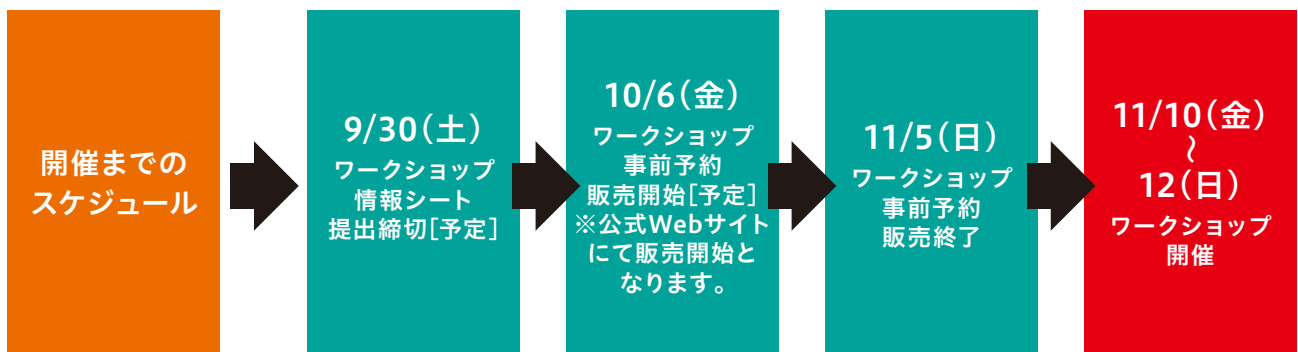 開催までの
スケジュール
9/30(土)
ワークショップ
情報シート
提出締切[予定]
10/6(金)
ワークショップ
事前予約
販売開始[予定]
※公式Webサイト
にて販売開始と
なります。
11/5(日)
ワークショップ
事前予約
販売終了
11/10(金)
〜
12(日)
ワークショップ
開催